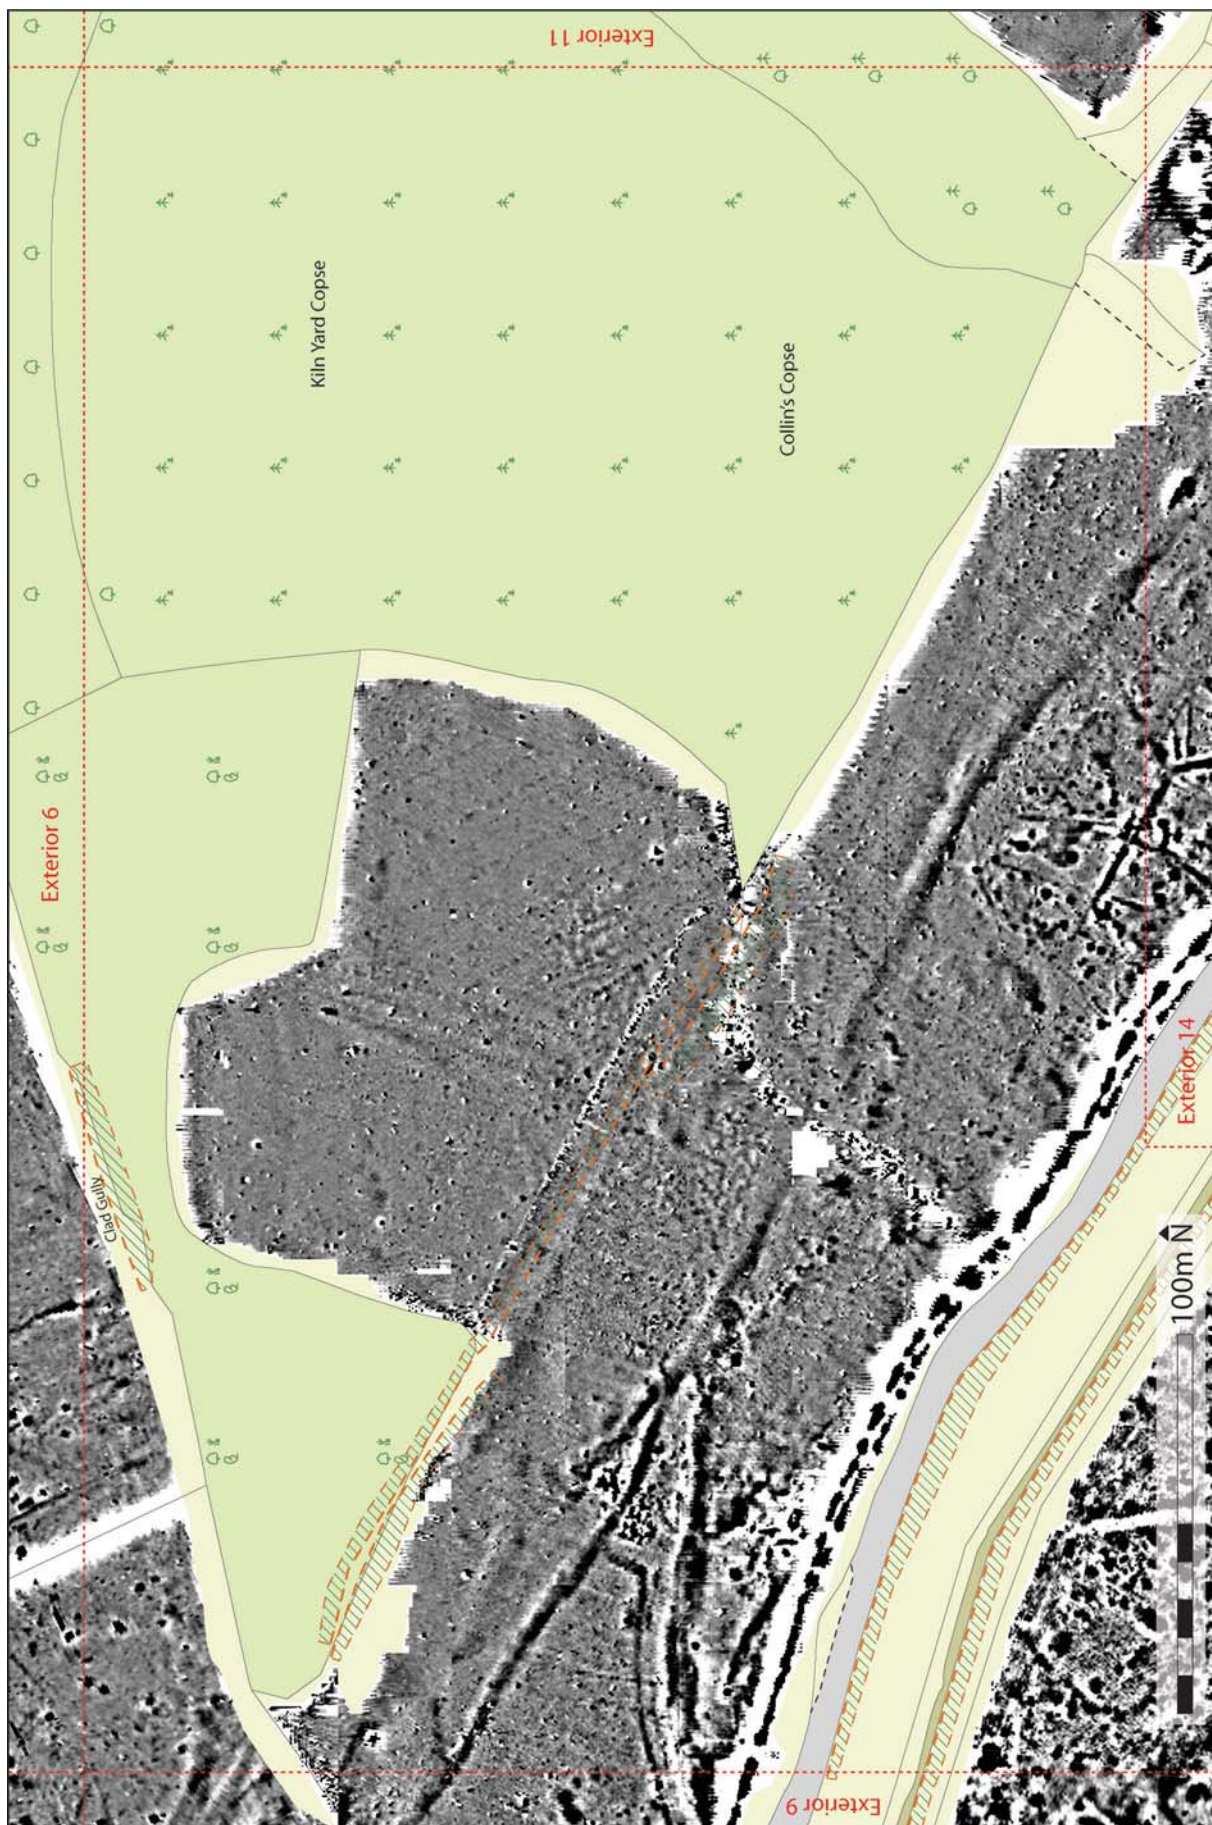 Exterior 6
Exterior 11
Kiln Yard Copse
Clad Gully
Collin's Copse
Exterior 9
Exterior 14
100m N